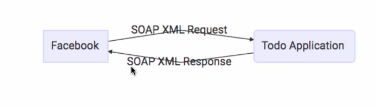 SOAP XML Request
Facebook
Todo Application
SOAP XML Response